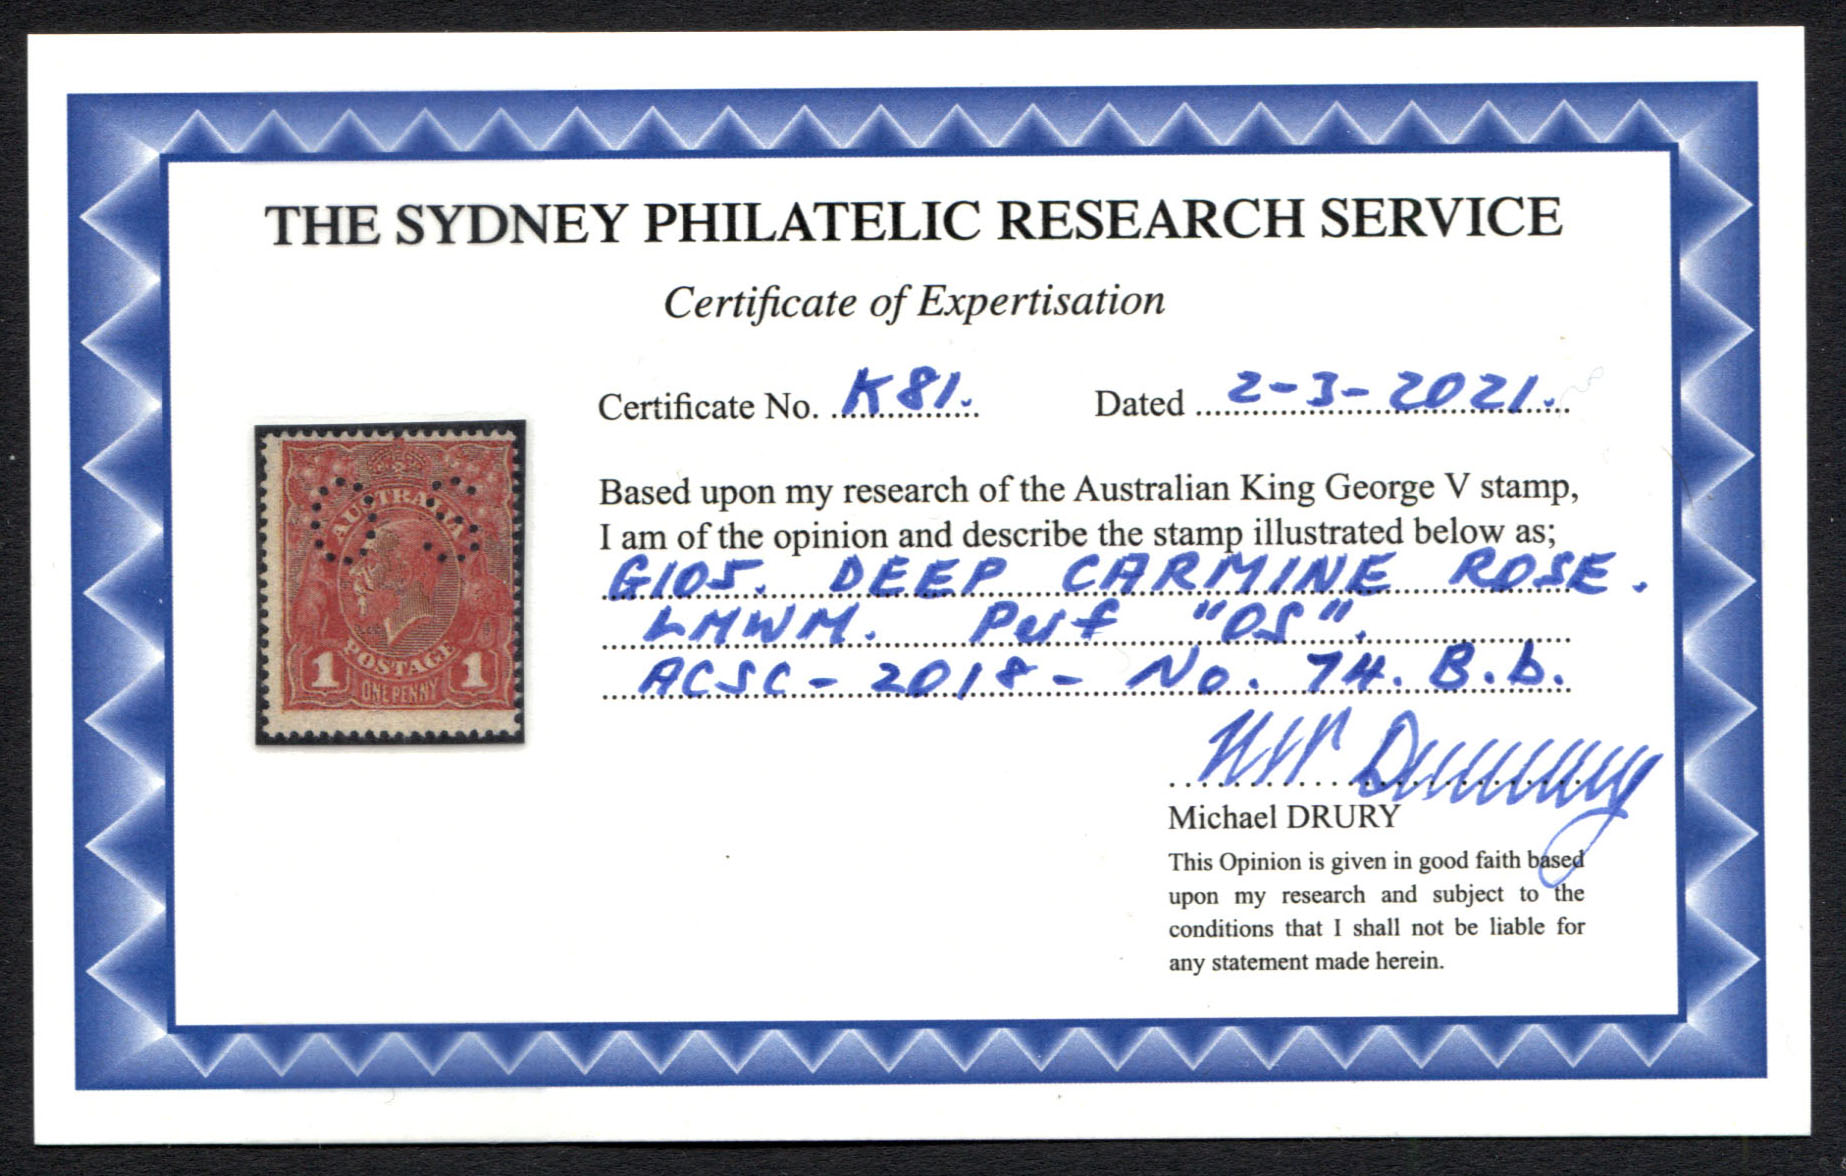 THE SYDNEY PHILATELIC RESEARCH SERVICE
Certificate of Expertisation
Certificate No. K81. Dated 2-3-2021.
Based upon my research of the Australian King George V stamp,
I am of the opinion and describe the stamp illustrated below as;
G105. DEEP CARMINE ROSE.
LMWM. Perf "OS".
ACSC - 2018 - No. 74. B.b.
OS
AUSTRALIA
POSTAGE
1 ONE PENNY 1
Michael DRURY
This Opinion is given in good faith based
upon my research and subject to the
conditions that I shall not be liable for
any statement made herein.